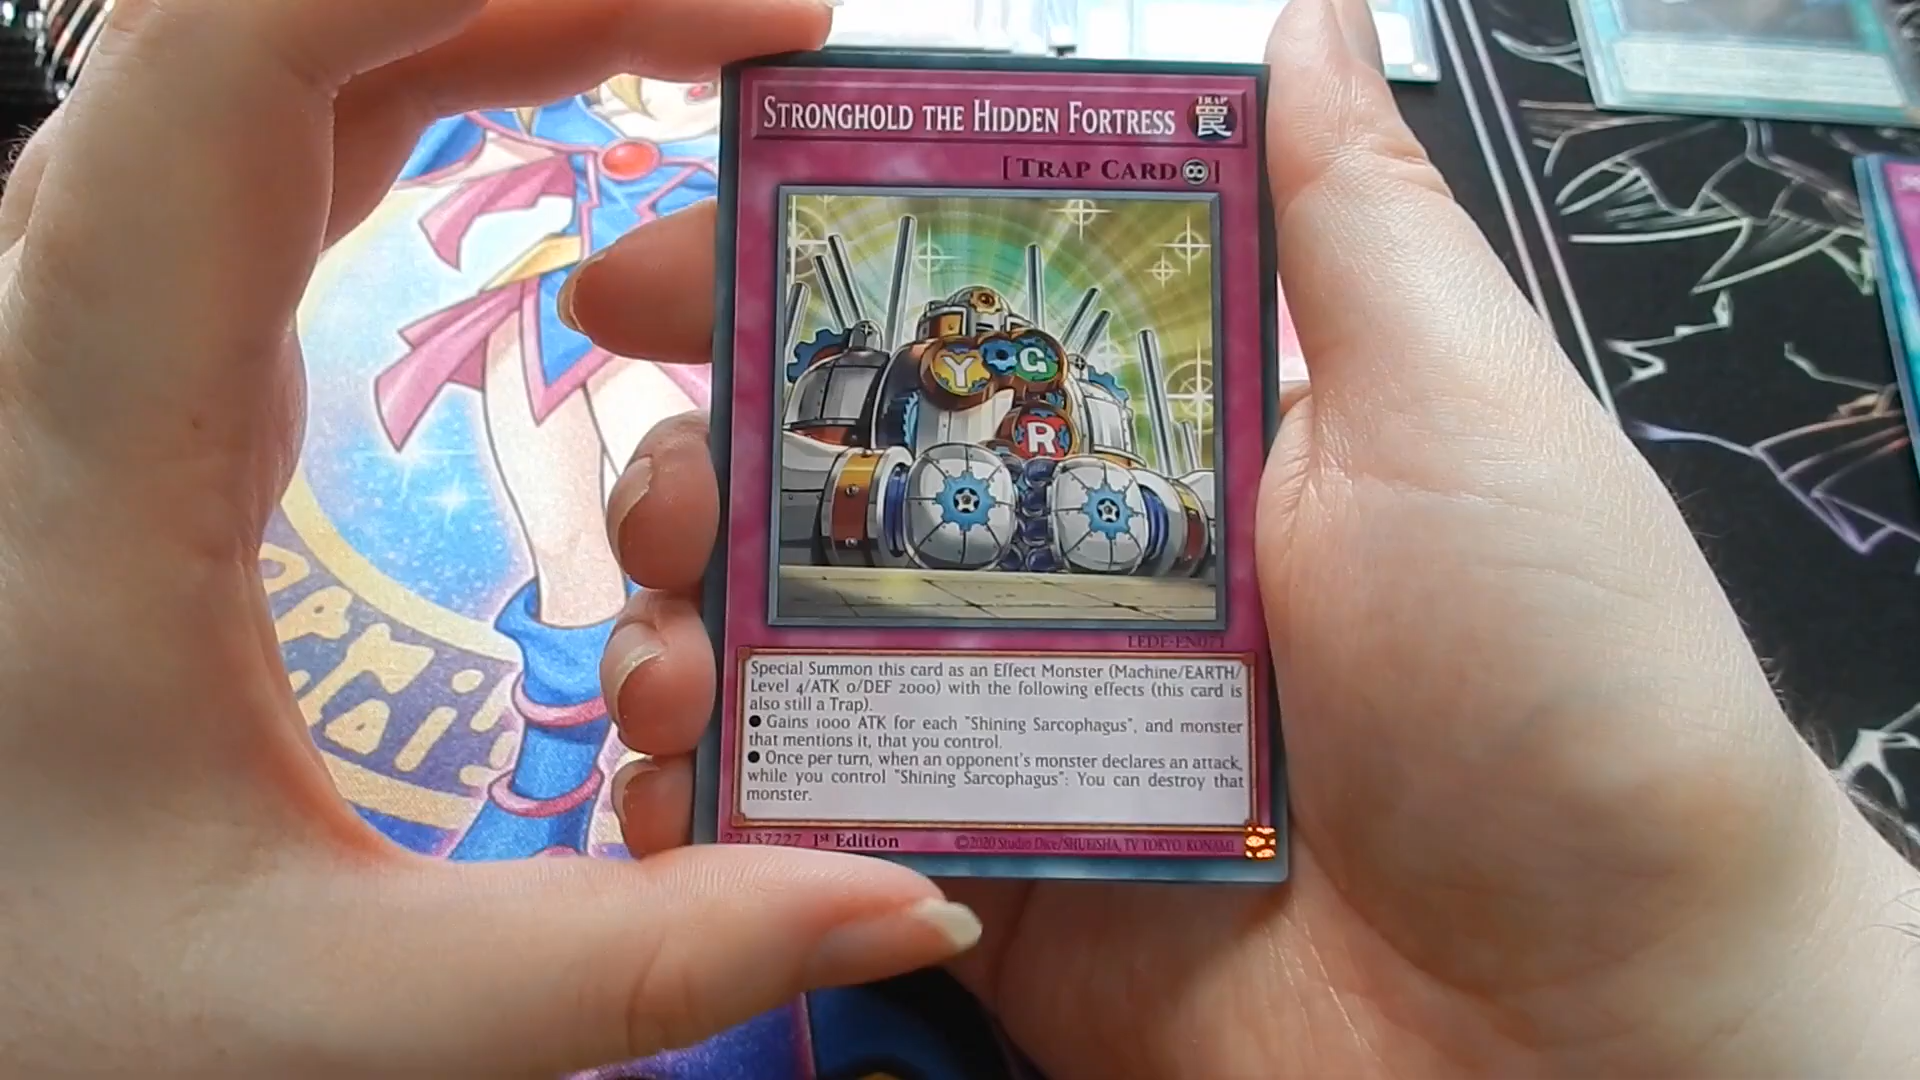 STRONGHOLD THE HIDDEN FORTRESS
TRAP
罠
[TRAP CARD ]
Y G
R
LEDE-EN071
Special Summon this card as an Effect Monster (Machine/EARTH/
Level 4/ATK 0/DEF 2000) with the following effects (this card is
also still a Trap).
● Gains 1000 ATK for each "Shining Sarcophagus", and monster
that mentions it, that you control.
● Once per turn, when an opponent's monster declares an attack,
while you control "Shining Sarcophagus": You can destroy that
monster.
1st Edition
©2020 Studio Dice/SHUEISHA, TV TOKYO, KONAMI